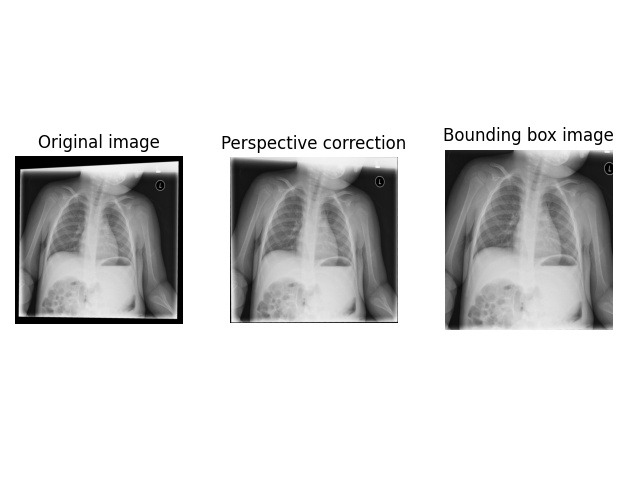 Original image
Perspective correction
Bounding box image
L
L
L